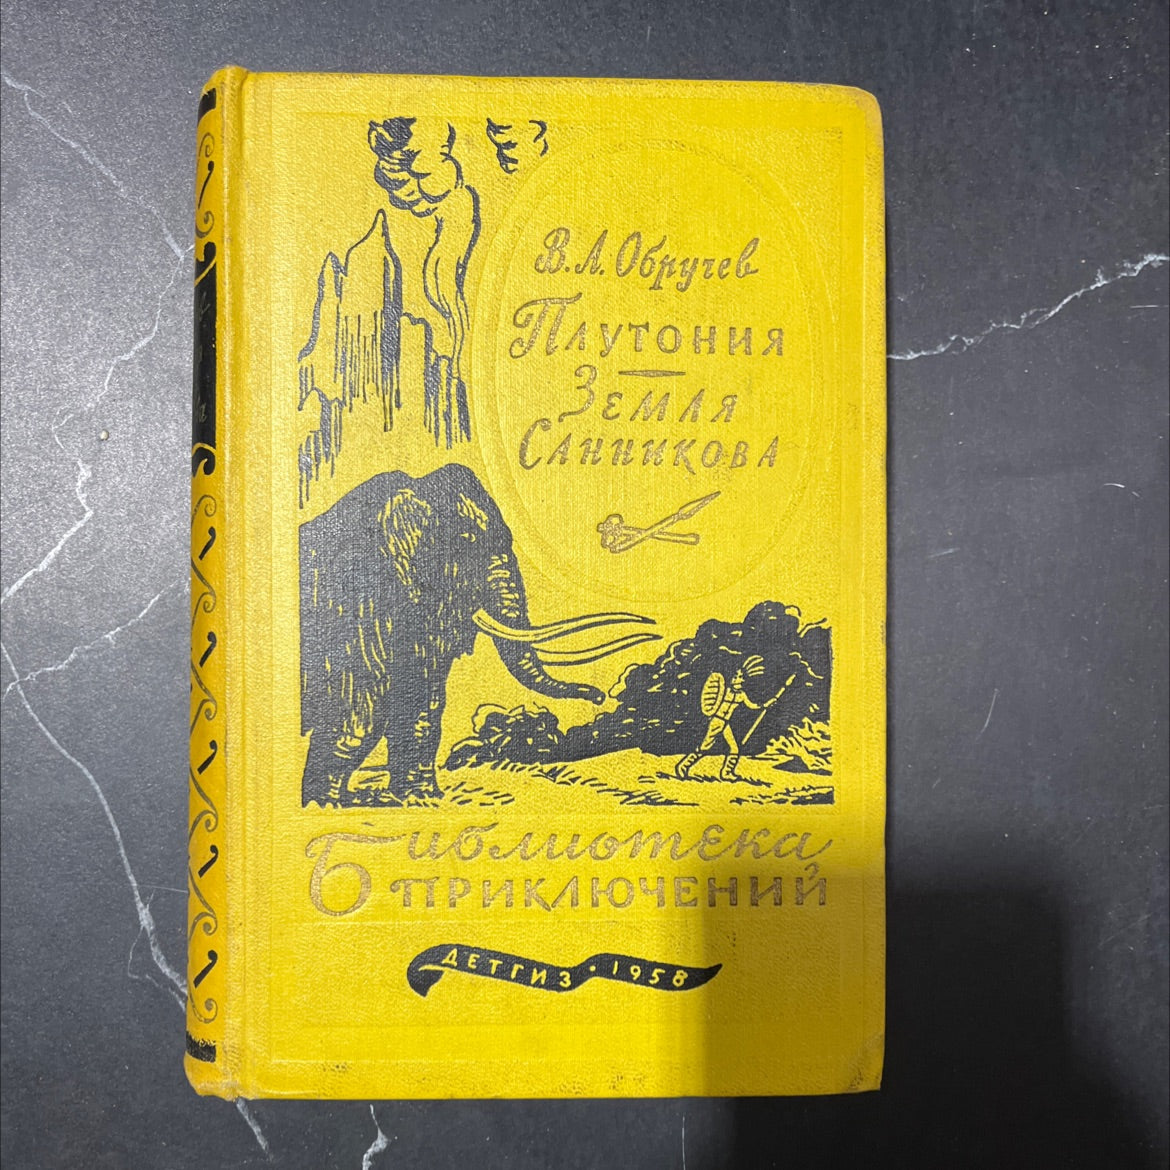 В. А. Обручев
Плутония
Земля
Санникова
Библиотека
приключений
ДЕТГИЗ · 1958